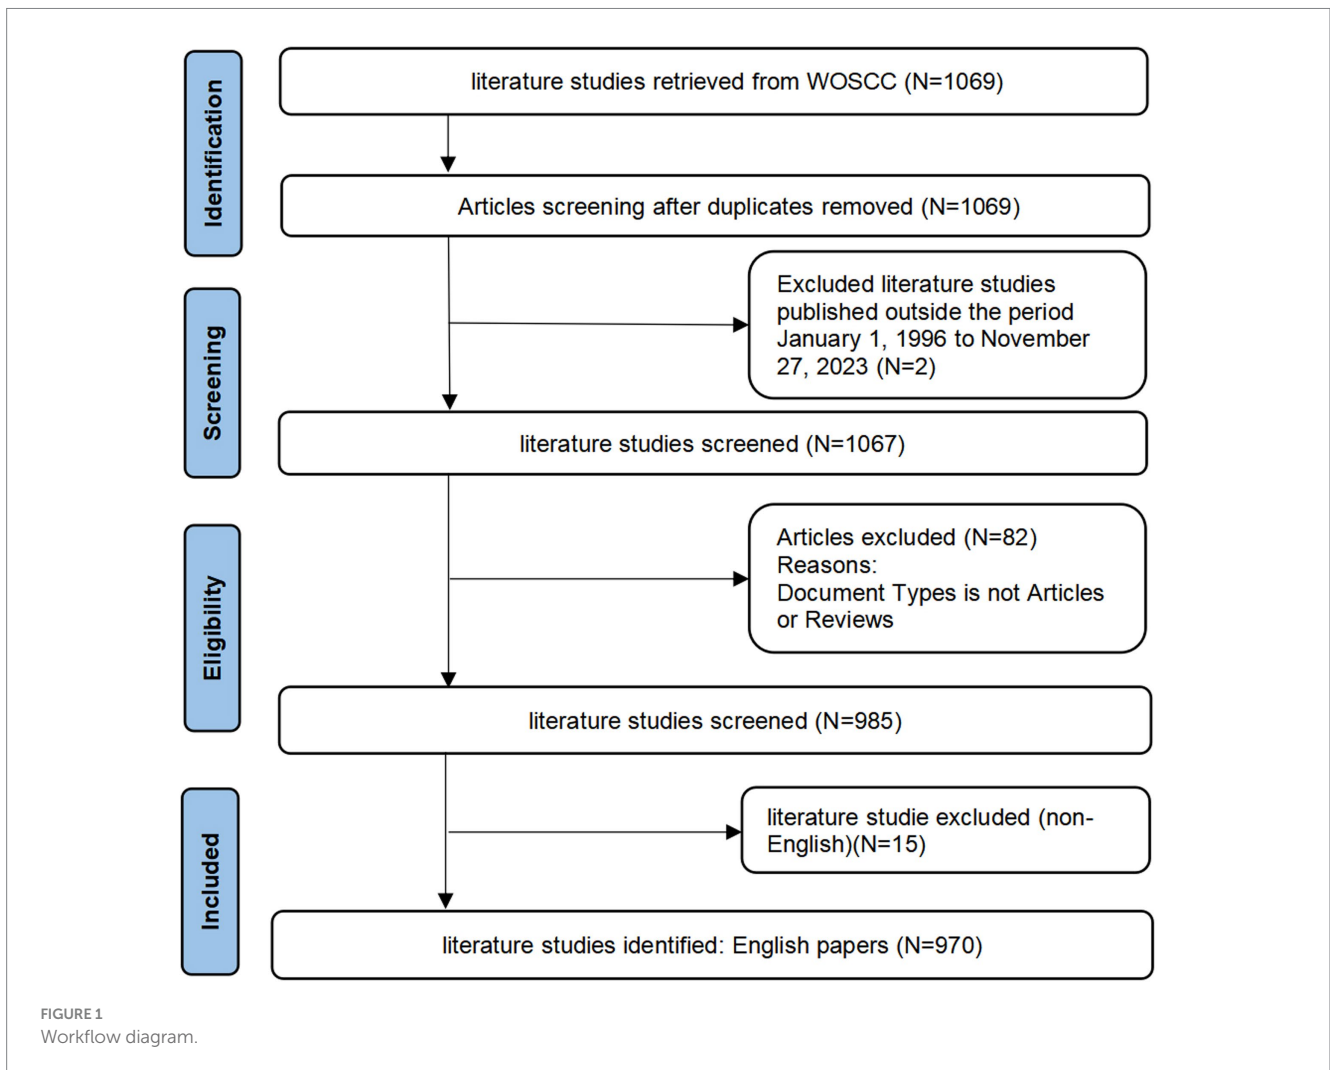 Identification
literature studies retrieved from WOSCC (N=1069)
Articles screening after duplicates removed (N=1069)
Screening
Excluded literature studies
published outside the period
January 1, 1996 to November
27, 2023 (N=2)
literature studies screened (N=1067)
Eligibility
Articles excluded (N=82)
Reasons:
Document Types is not Articles
or Reviews
literature studies screened (N=985)
Included
literature studie excluded (non-
English)(N=15)
literature studies identified: English papers (N=970)
FIGURE 1
Workflow diagram.